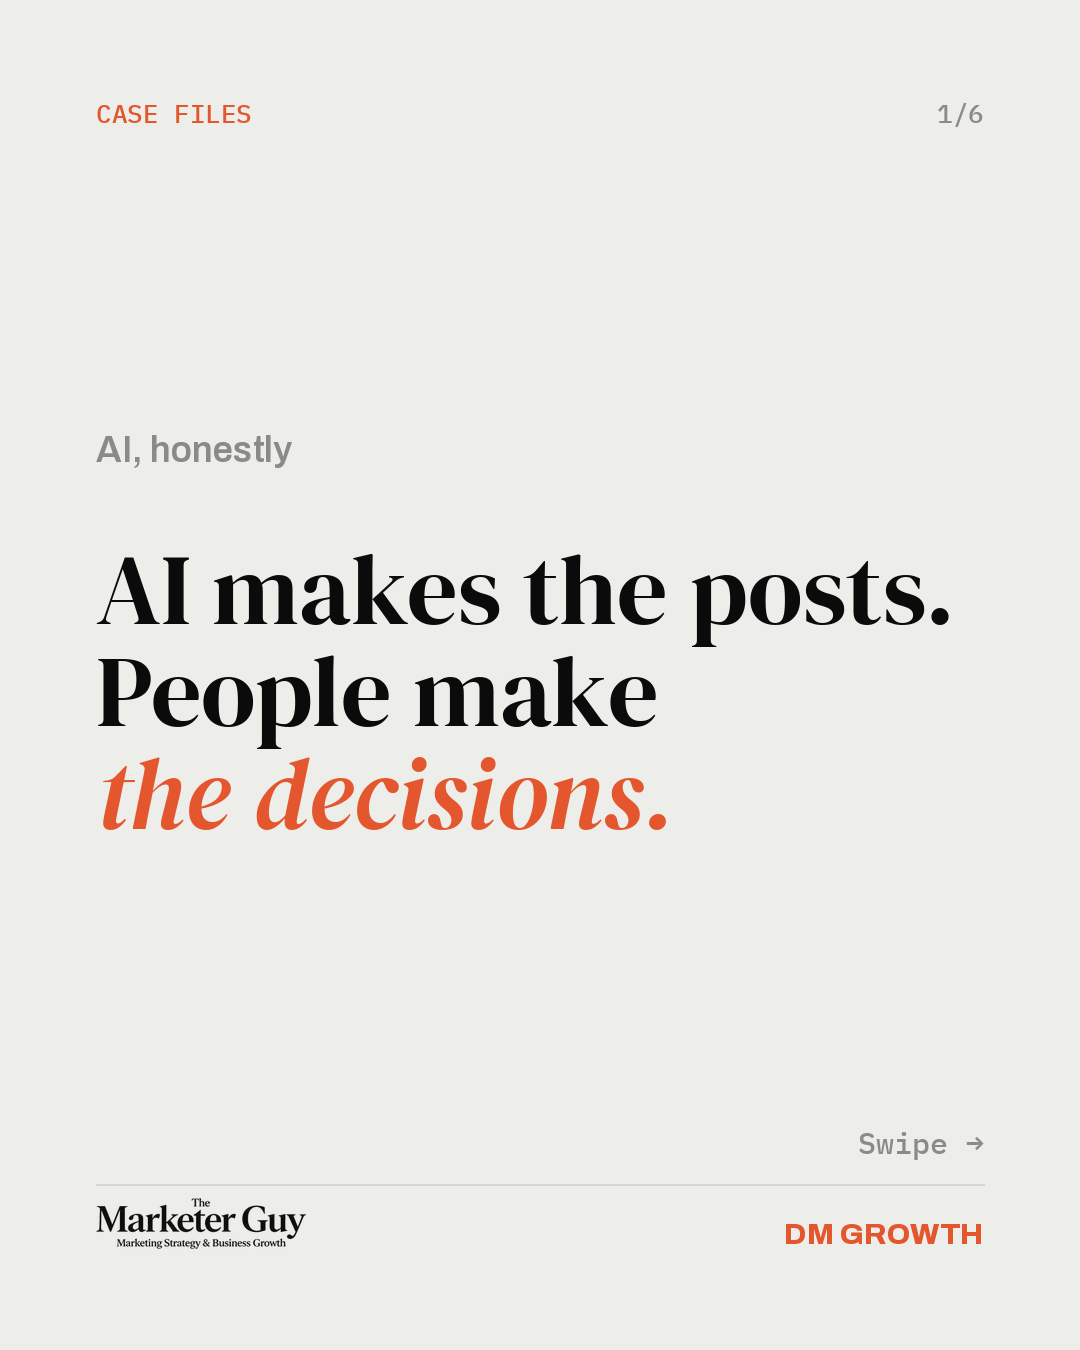 CASE FILES
1/6
AI, honestly
AI makes the posts.
People make
the decisions.
Swipe →
The
Marketer Guy
Marketing Strategy & Business Growth
DM GROWTH